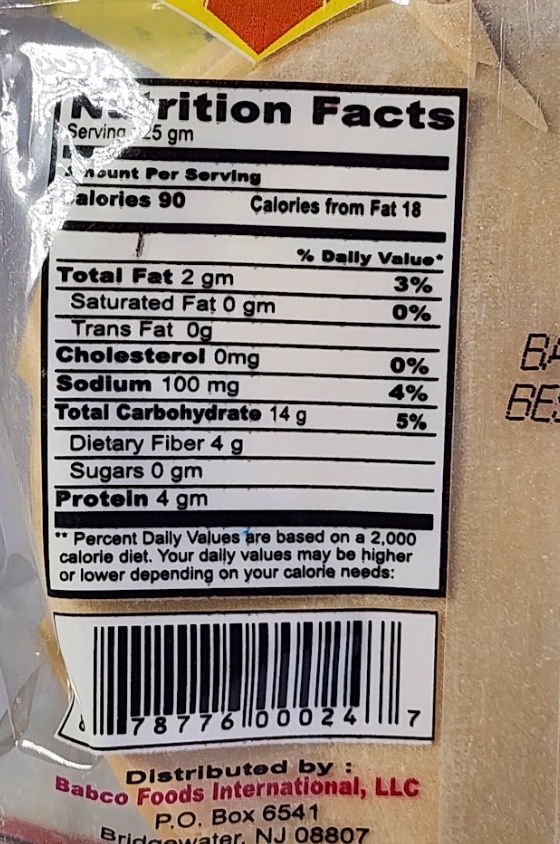 Nutrition Facts
Serving 25 gm
Amount Per Serving
Calories 90 Calories from Fat 18
% Daily Value*
Total Fat 2 gm 3%
Saturated Fat 0 gm 0%
Trans Fat 0g
Cholesterol 0mg 0%
Sodium 100 mg 4%
Total Carbohydrate 14 g 5%
Dietary Fiber 4 g
Sugars 0 gm
Protein 4 gm
** Percent Daily Values are based on a 2,000
calorie diet. Your daily values may be higher
or lower depending on your calorie needs:
78776 00024 7
Distributed by :
Babco Foods International, LLC
P.O. Box 6541
Bridgewater, NJ 08807